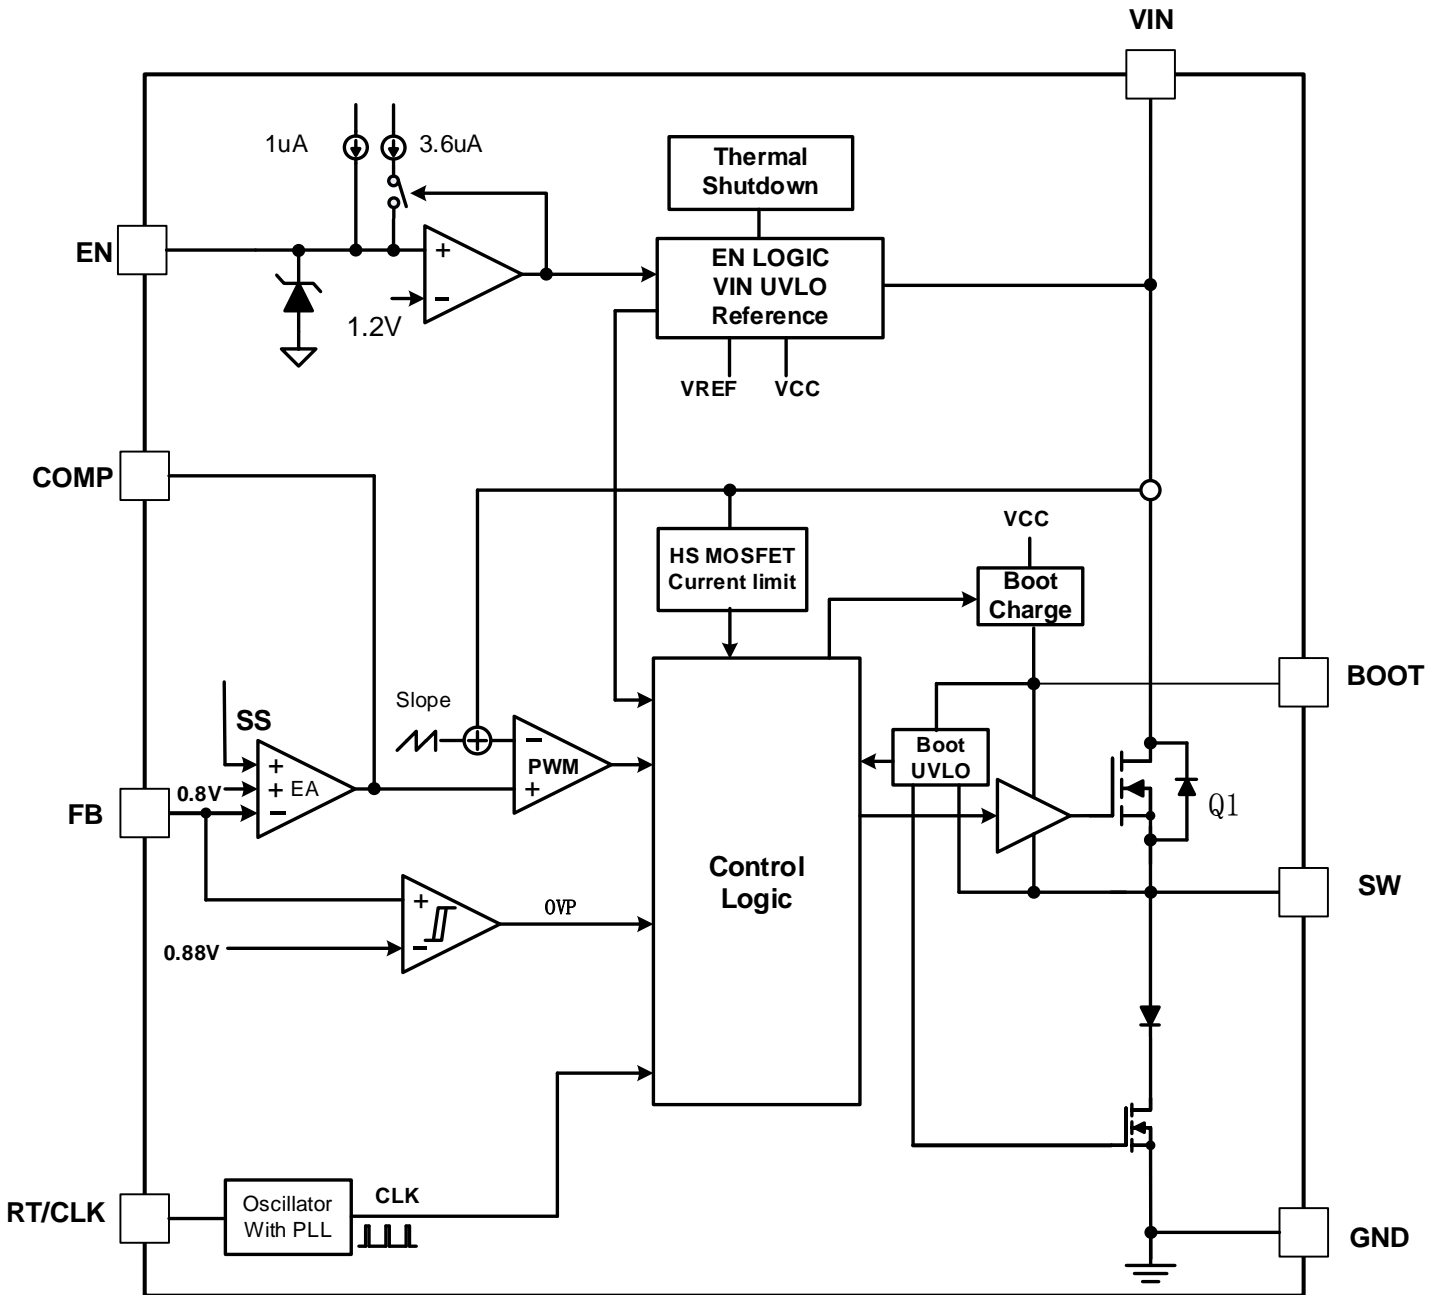 VIN
1uA
3.6uA
Thermal
Shutdown
EN
+
−
1.2V
EN LOGIC
VIN UVLO
Reference
VREF
VCC
COMP
HS MOSFET
Current limit
VCC
Boot
Charge
BOOT
Slope
SS
+
+
−
EA
0.8V
FB
−
PWM
+
Boot
UVLO
Q1
Control
Logic
SW
+
−
OVP
0.88V
RT/CLK
Oscillator
With PLL
CLK
GND